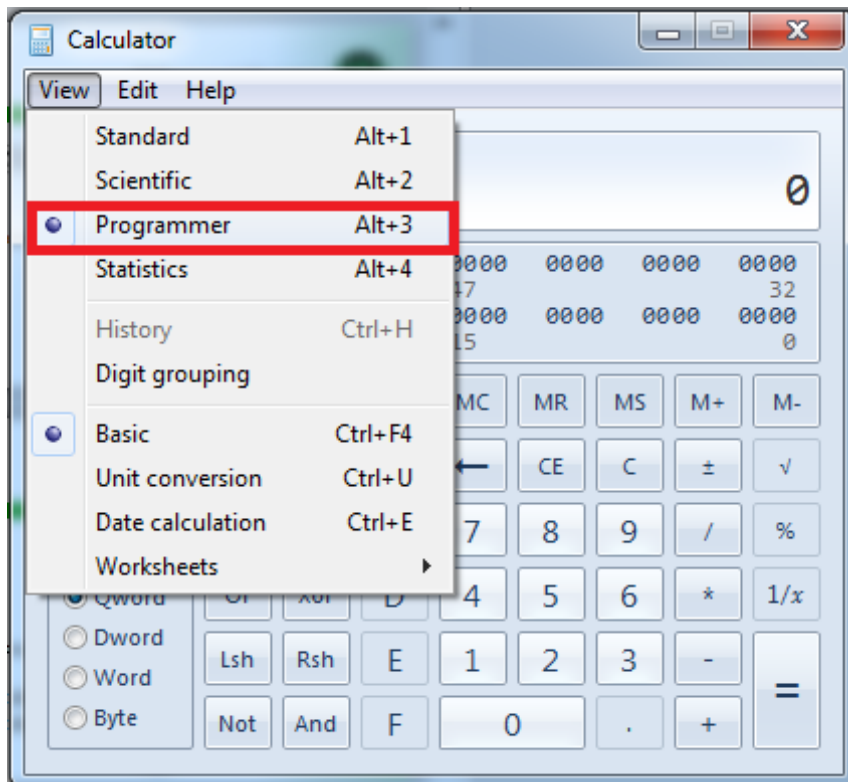 Calculator
View Edit Help
Standard Alt+1
Scientific Alt+2
Programmer Alt+3
Statistics Alt+4
History Ctrl+H
Digit grouping
Basic Ctrl+F4
Unit conversion Ctrl+U
Date calculation Ctrl+E
Worksheets
0
0000 0000 0000
47 32
0000 0000 0000
15 0
MC MR MS M+ M-
← CE C ± √
7 8 9 / %
Qword Or Xor D 4 5 6 * 1/x
Dword
Lsh Rsh E 1 2 3 - =
Word
Byte Not And F 0 . +